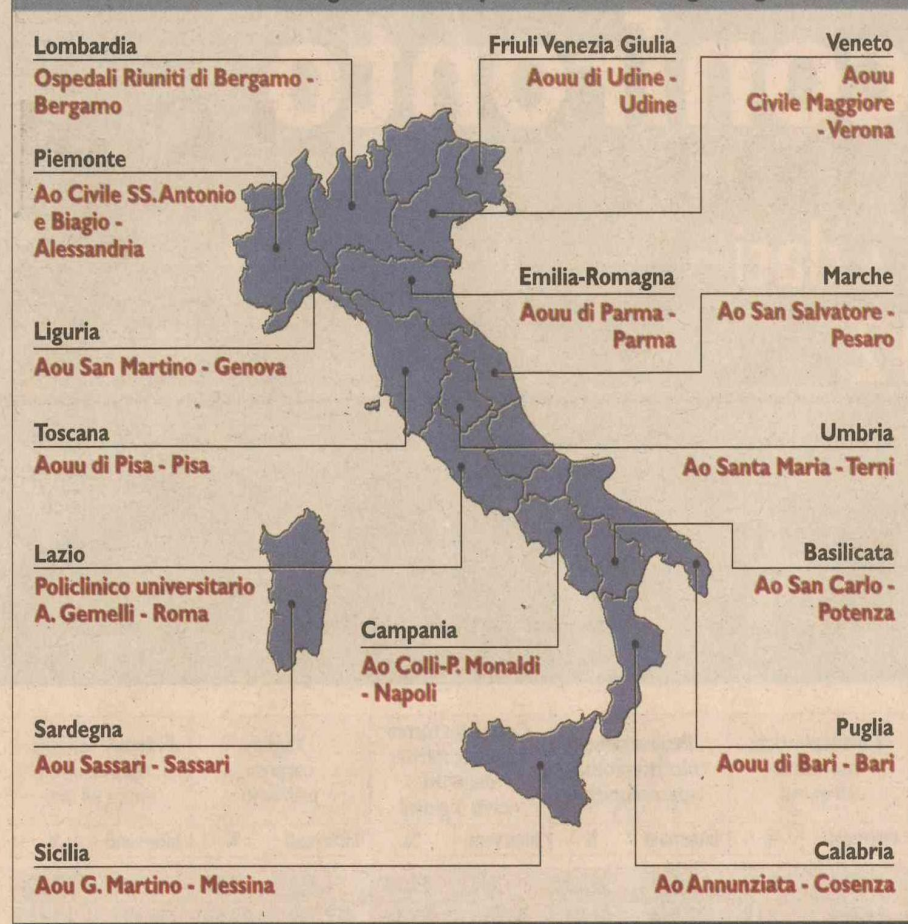 Lombardia
Ospedali Riuniti di Bergamo -
Bergamo
Friuli Venezia Giulia
Aouu di Udine -
Udine
Veneto
Aouu
Civile Maggiore
- Verona
Piemonte
Ao Civile SS. Antonio
e Biagio -
Alessandria
Emilia-Romagna
Aouu di Parma -
Parma
Marche
Ao San Salvatore -
Pesaro
Liguria
Aou San Martino - Genova
Toscana
Aouu di Pisa - Pisa
Umbria
Ao Santa Maria - Terni
Lazio
Policlinico universitario
A. Gemelli - Roma
Basilicata
Ao San Carlo -
Potenza
Campania
Ao Colli-P. Monaldi
- Napoli
Sardegna
Aou Sassari - Sassari
Puglia
Aouu di Bari - Bari
Sicilia
Aou G. Martino - Messina
Calabria
Ao Annunziata - Cosenza